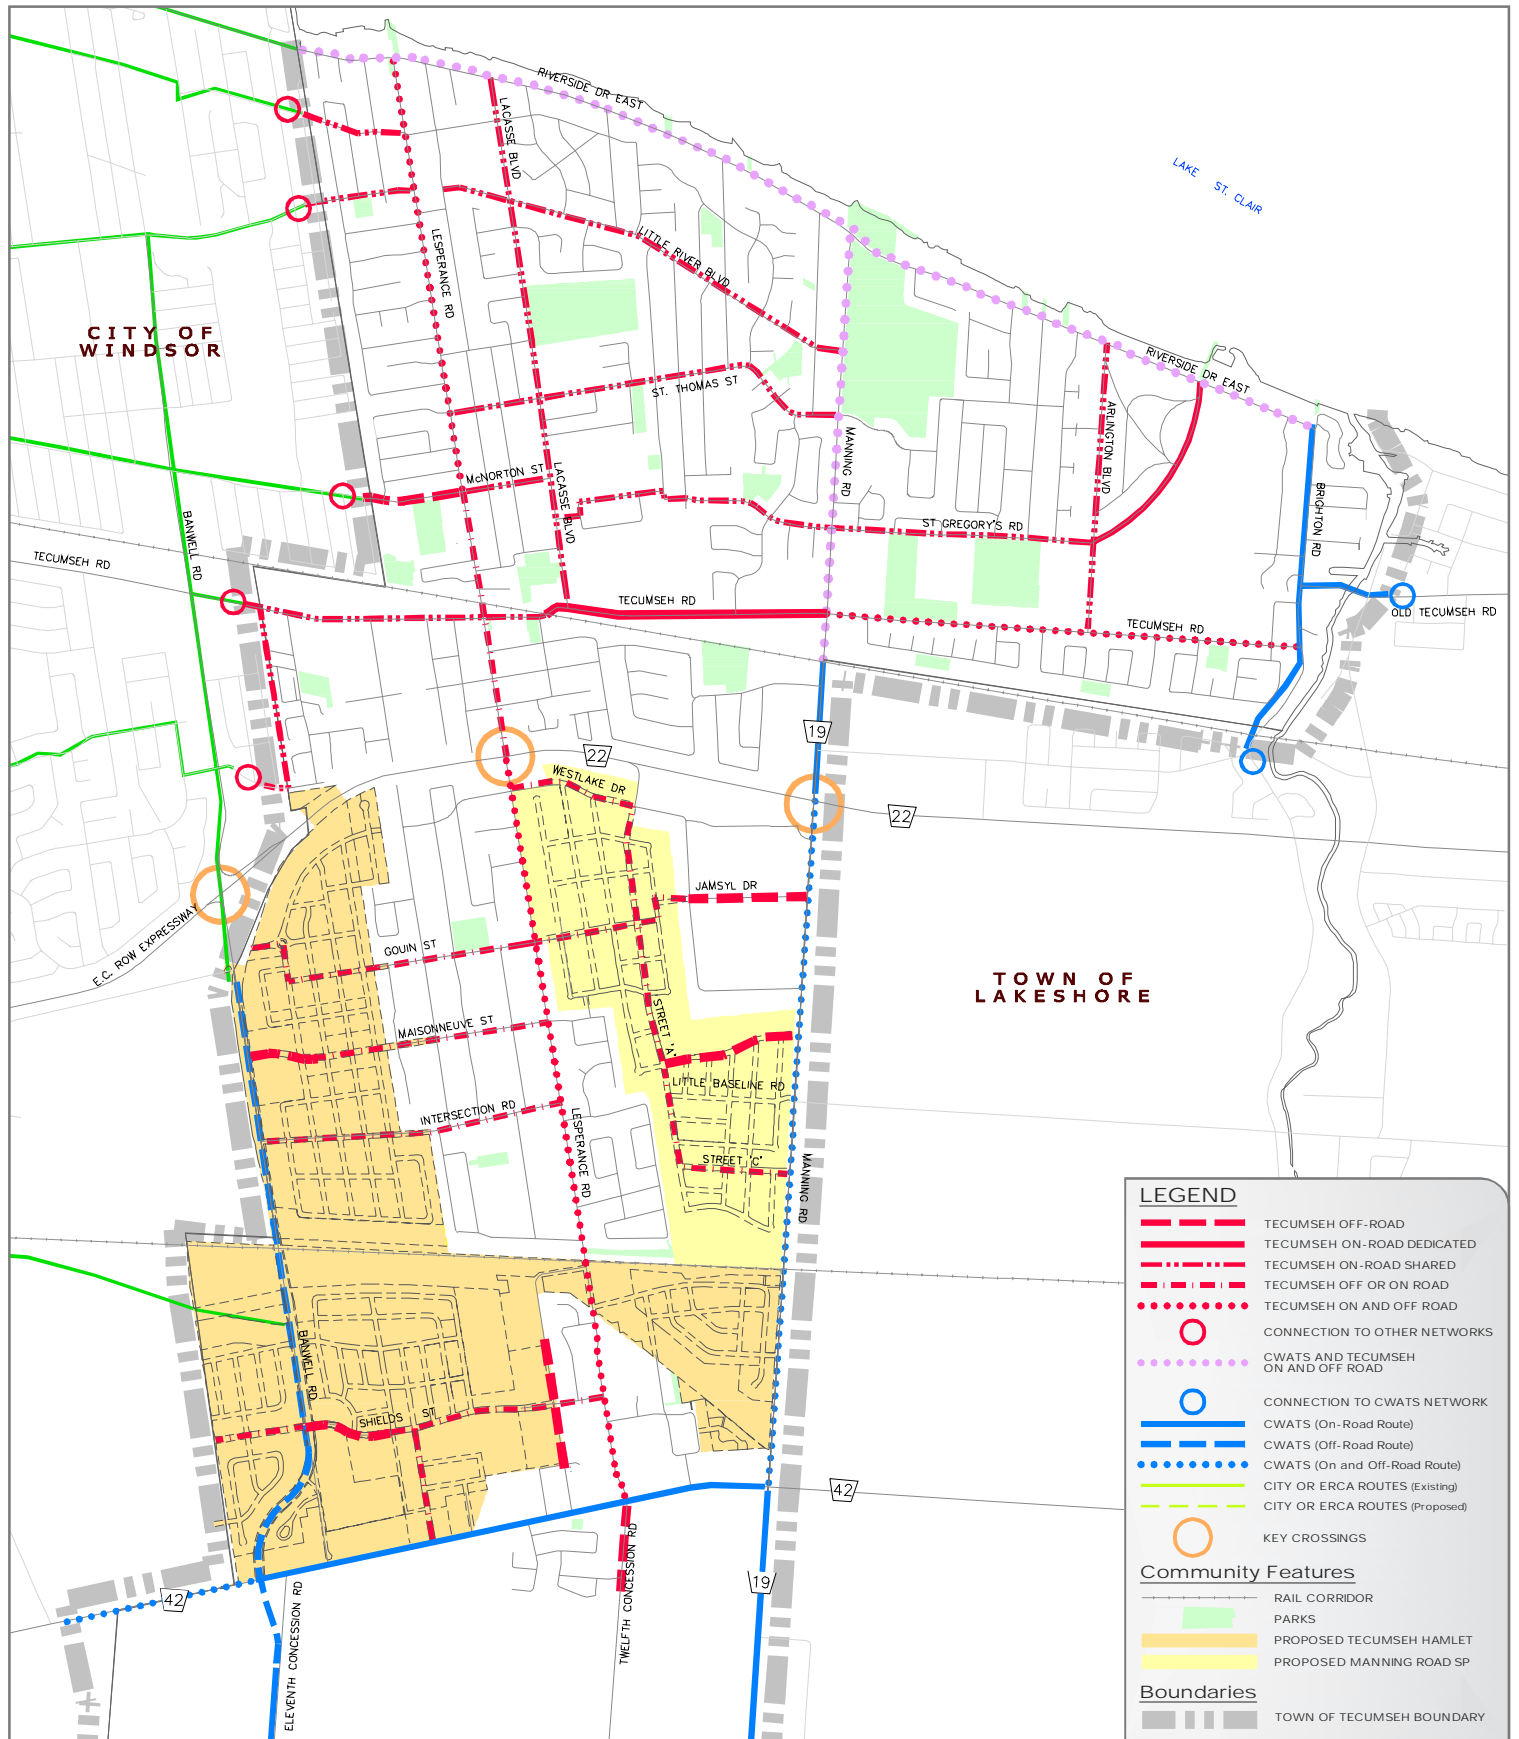 RIVERSIDE DR EAST
LACASSE BLVD
LAKE ST. CLAIR
LESPERANCE RD
LITTLE RIVER BLVD
CITY OF
WINDSOR
RIVERSIDE DR EAST
ST. THOMAS ST
ARLINGTON BLVD
MANNING RD
McNORTON ST
LACASSE BLVD
BRIGHTON RD
BANWELL RD
ST GREGORY'S RD
TECUMSEH RD
TECUMSEH RD
OLD TECUMSEH RD
TECUMSEH RD
19
22
WESTLAKE DR
22
JAMSYL DR
E.C. ROW EXPRESSWAY
GOUIN ST
TOWN OF
LAKESHORE
STREET 'A'
MAISONNEUVE ST
LITTLE BASELINE RD
INTERSECTION RD
LESPERANCE RD
STREET 'C'
MANNING RD
BANWELL RD
SHIELDS ST
42
42
19
TWELFTH CONCESSION RD
ELEVENTH CONCESSION RD
LEGEND
TECUMSEH OFF-ROAD
TECUMSEH ON-ROAD DEDICATED
TECUMSEH ON-ROAD SHARED
TECUMSEH OFF OR ON ROAD
TECUMSEH ON AND OFF ROAD
CONNECTION TO OTHER NETWORKS
CWATS AND TECUMSEH
ON AND OFF ROAD
CONNECTION TO CWATS NETWORK
CWATS (On-Road Route)
CWATS (Off-Road Route)
CWATS (On and Off-Road Route)
CITY OR ERCA ROUTES (Existing)
CITY OR ERCA ROUTES (Proposed)
KEY CROSSINGS
Community Features
RAIL CORRIDOR
PARKS
PROPOSED TECUMSEH HAMLET
PROPOSED MANNING ROAD SP
Boundaries
TOWN OF TECUMSEH BOUNDARY